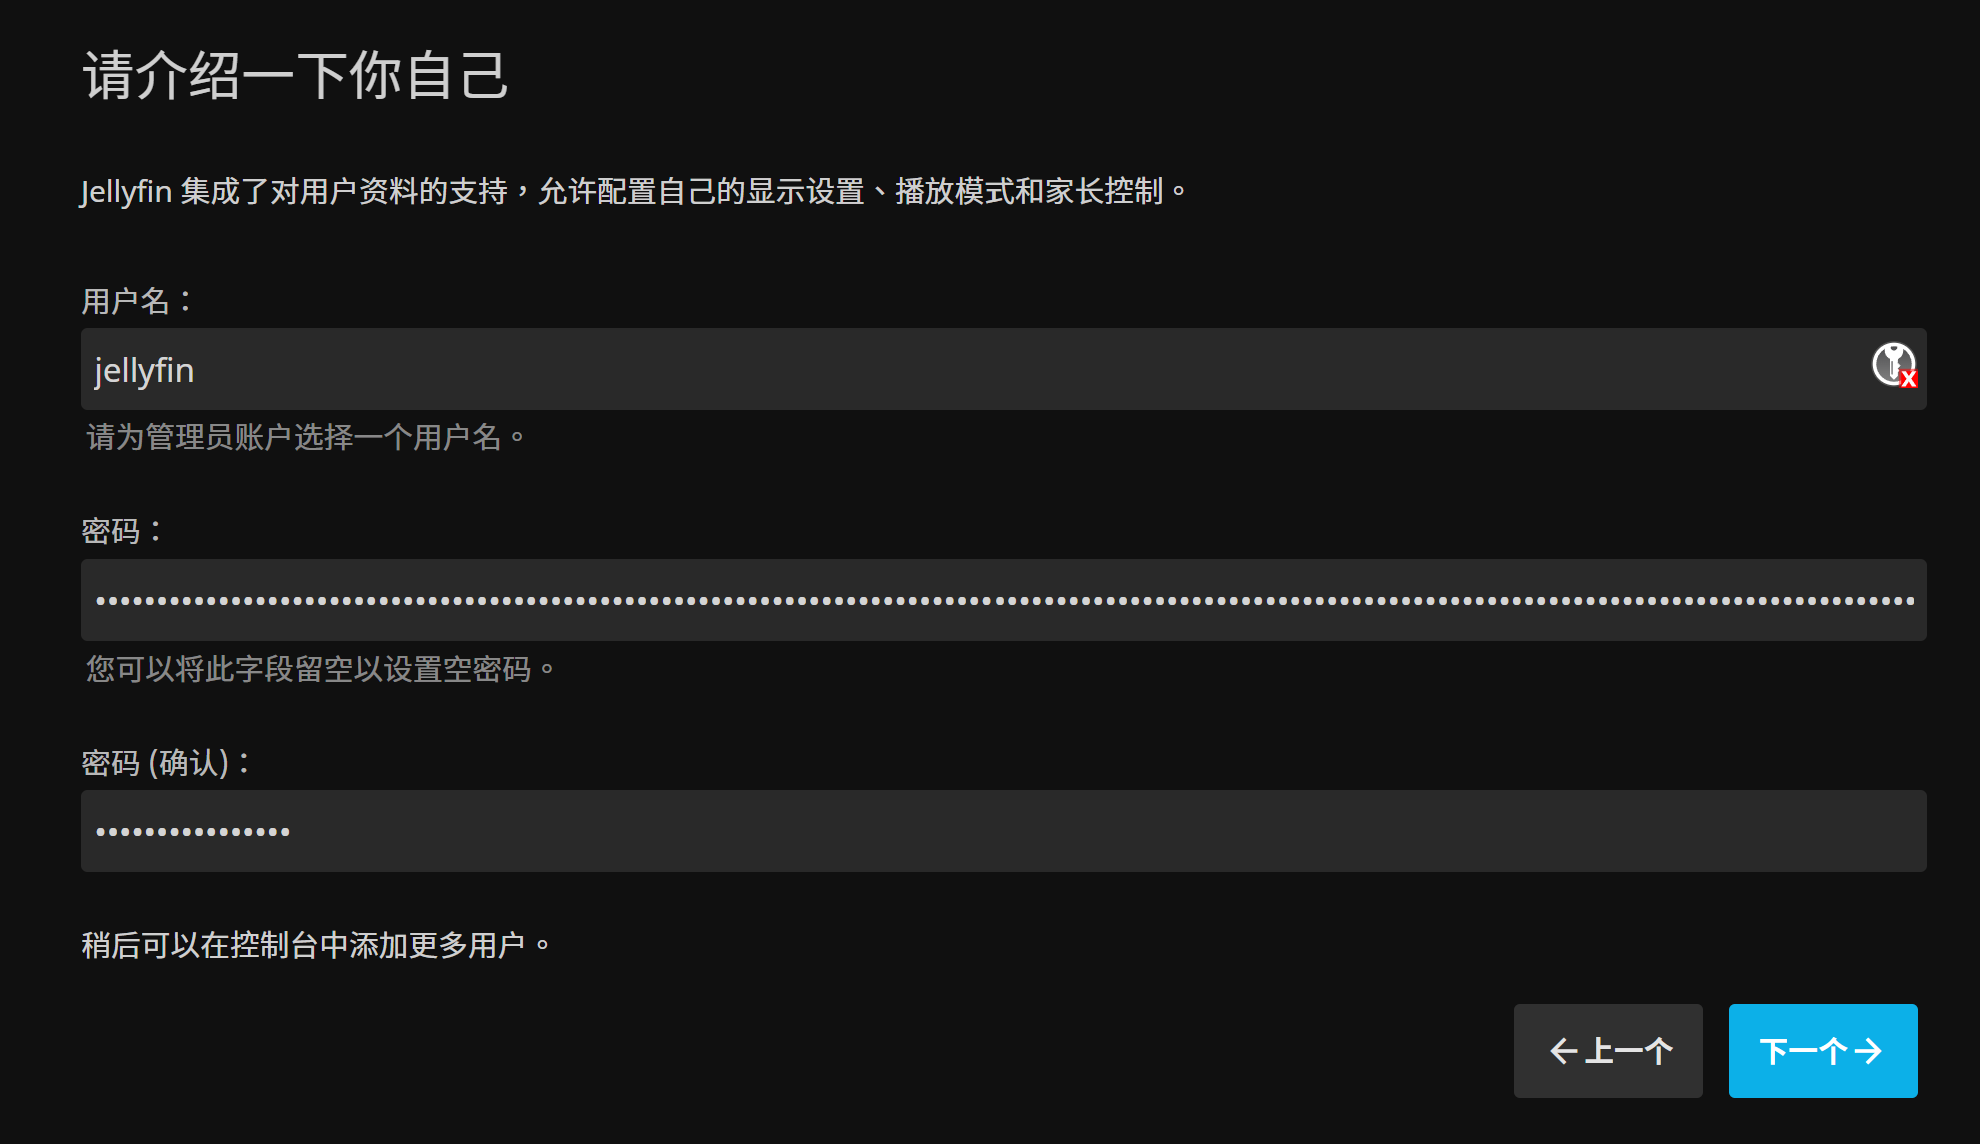 请介绍一下你自己
Jellyfin 集成了对用户资料的支持，允许配置自己的显示设置、播放模式和家长控制。
用户名：
jellyfin
请为管理员账户选择一个用户名。
密码：
您可以将此字段留空以设置空密码。
密码 (确认)：
••••••••••••••••
稍后可以在控制台中添加更多用户。
←上一个
下一个→